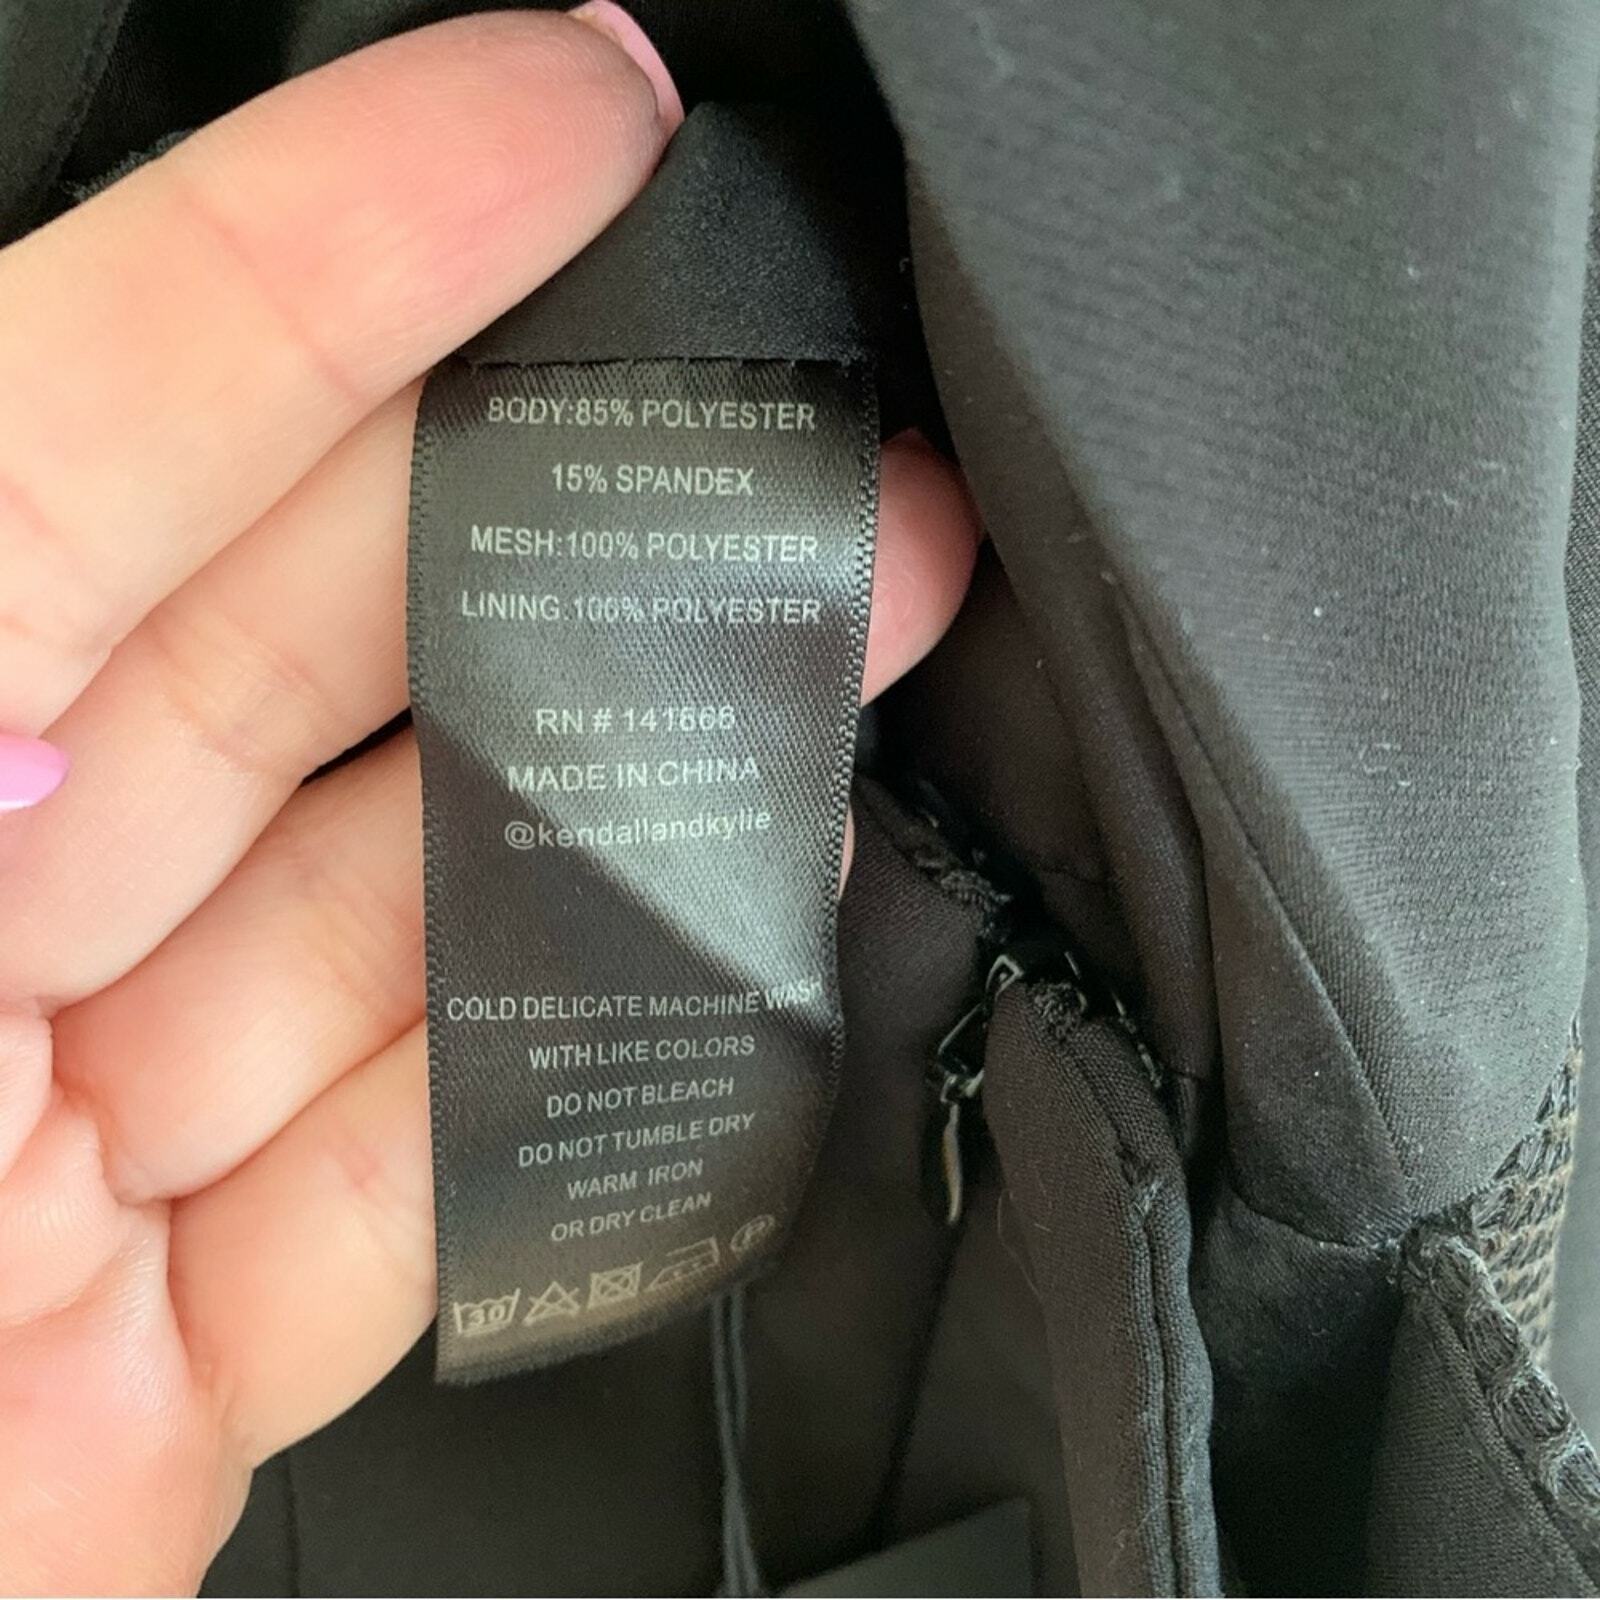 BODY:85% POLYESTER
15% SPANDEX
MESH:100% POLYESTER
LINING:100% POLYESTER
RN # 141666
MADE IN CHINA
@kendallandkylie
COLD DELICATE MACHINE WASH
WITH LIKE COLORS
DO NOT BLEACH
DO NOT TUMBLE DRY
WARM IRON
OR DRY CLEAN
30 P